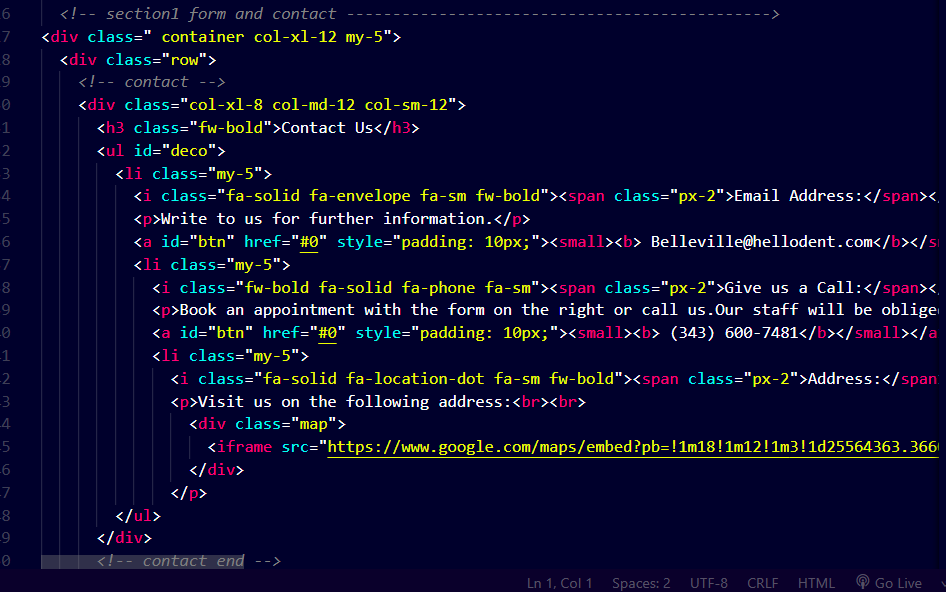 6 <!-- section1 form and contact ---------------------------------------------->
7 <div class=" container col-xl-12 my-5">
8 <div class="row">
9 <!-- contact -->
0 <div class="col-xl-8 col-md-12 col-sm-12">
1 <h3 class="fw-bold">Contact Us</h3>
2 <ul id="deco">
3 <li class="my-5">
4 <i class="fa-solid fa-envelope fa-sm fw-bold"><span class="px-2">Email Address:</span><
5 <p>Write to us for further information.</p>
6 <a id="btn" href="#0" style="padding: 10px;"><small><b> Belleville@hellodent.com</b></s
7 <li class="my-5">
8 <i class="fw-bold fa-solid fa-phone fa-sm"><span class="px-2">Give us a Call:</span><
9 <p>Book an appointment with the form on the right or call us.Our staff will be oblige
0 <a id="btn" href="#0" style="padding: 10px;"><small><b> (343) 600-7481</b></small></a
1 <li class="my-5">
2 <i class="fa-solid fa-location-dot fa-sm fw-bold"><span class="px-2">Address:</span
3 <p>Visit us on the following address:<br><br>
4 <div class="map">
5 <iframe src="https://www.google.com/maps/embed?pb=!1m18!1m12!1m3!1d25564363.366
6 </div>
7 </p>
8 </ul>
9 </div>
0 <!-- contact end -->
Ln 1, Col 1 Spaces: 2 UTF-8 CRLF HTML Go Live